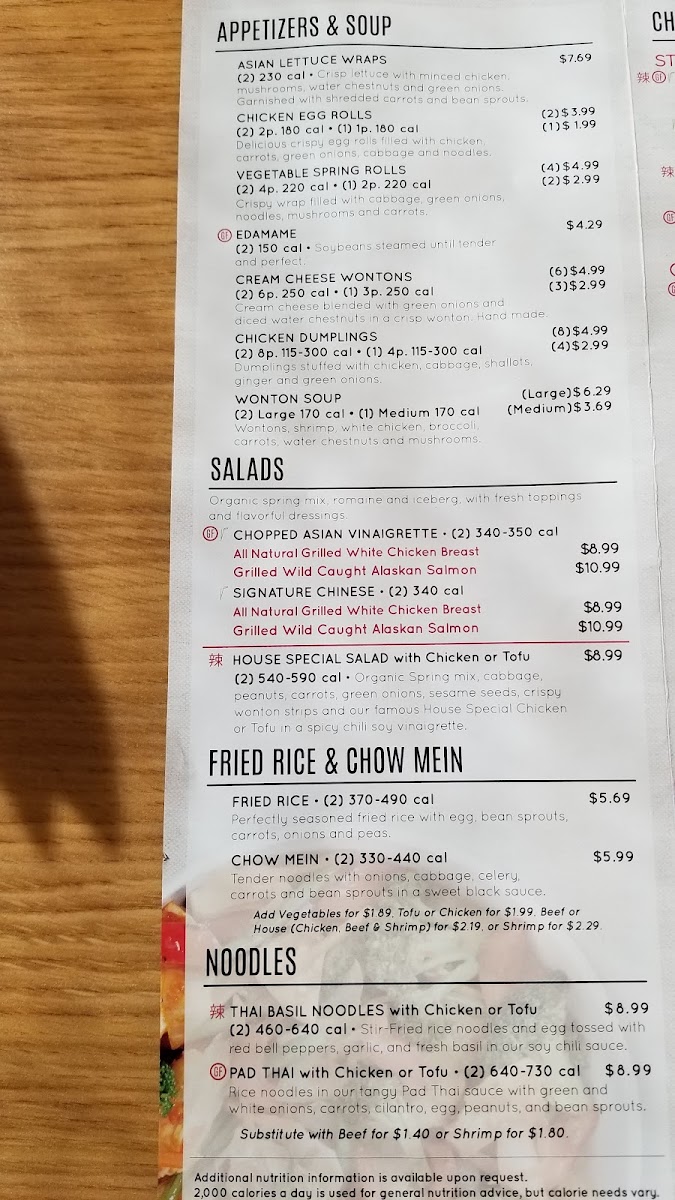 APPETIZERS & SOUP
ASIAN LETTUCE WRAPS $7.69
(2) 230 cal • Crisp lettuce with minced chicken,
mushrooms, water chestnuts and green onions.
Garnished with shredded carrots and bean sprouts.
CHICKEN EGG ROLLS (2)$3.99
(2) 2p. 180 cal • (1) 1p. 180 cal (1)$1.99
Delicious crispy egg rolls filled with chicken,
carrots, green onions, cabbage and noodles.
VEGETABLE SPRING ROLLS (4)$4.99
(2) 4p. 220 cal • (1) 2p. 220 cal (2)$2.99
Crispy wrap filled with cabbage, green onions,
noodles, mushrooms and carrots.
GF EDAMAME $4.29
(2) 150 cal • Soybeans steamed until tender
and perfect.
CREAM CHEESE WONTONS (6)$4.99
(2) 6p. 250 cal • (1) 3p. 250 cal (3)$2.99
Cream cheese blended with green onions and
diced water chestnuts in a crisp wonton. Hand made.
CHICKEN DUMPLINGS (8)$4.99
(2) 8p. 115-300 cal • (1) 4p. 115-300 cal (4)$2.99
Dumplings stuffed with chicken, cabbage, shallots,
ginger and green onions.
WONTON SOUP (Large)$6.29
(2) Large 170 cal • (1) Medium 170 cal (Medium)$3.69
Wontons, shrimp, white chicken, broccoli,
carrots, water chestnuts and mushrooms.
SALADS
Organic spring mix, romaine and iceberg, with fresh toppings
and flavorful dressings.
GF CHOPPED ASIAN VINAIGRETTE • (2) 340-350 cal
All Natural Grilled White Chicken Breast $8.99
Grilled Wild Caught Alaskan Salmon $10.99
SIGNATURE CHINESE • (2) 340 cal
All Natural Grilled White Chicken Breast $8.99
Grilled Wild Caught Alaskan Salmon $10.99
辣 HOUSE SPECIAL SALAD with Chicken or Tofu $8.99
(2) 540-590 cal • Organic Spring mix, cabbage,
peanuts, carrots, green onions, sesame seeds, crispy
wonton strips and our famous House Special Chicken
or Tofu in a spicy chili soy vinaigrette.
FRIED RICE & CHOW MEIN
FRIED RICE • (2) 370-490 cal $5.69
Perfectly seasoned fried rice with egg, bean sprouts,
carrots, onions and peas.
CHOW MEIN • (2) 330-440 cal $5.99
Tender noodles with onions, cabbage, celery,
carrots and bean sprouts in a sweet black sauce.
Add Vegetables for $1.89, Tofu or Chicken for $1.99, Beef or
House (Chicken, Beef & Shrimp) for $2.19, or Shrimp for $2.29.
NOODLES
辣 THAI BASIL NOODLES with Chicken or Tofu $8.99
(2) 460-640 cal • Stir-Fried rice noodles and egg tossed with
red bell peppers, garlic, and fresh basil in our soy chili sauce.
GF PAD THAI with Chicken or Tofu • (2) 640-730 cal $8.99
Rice noodles in our tangy Pad Thai sauce with green and
white onions, carrots, cilantro, egg, peanuts, and bean sprouts.
Substitute with Beef for $1.40 or Shrimp for $1.80.
Additional nutrition information is available upon request.
2,000 calories a day is used for general nutrition advice, but calorie needs vary.
CH
ST
辣 GF
辣